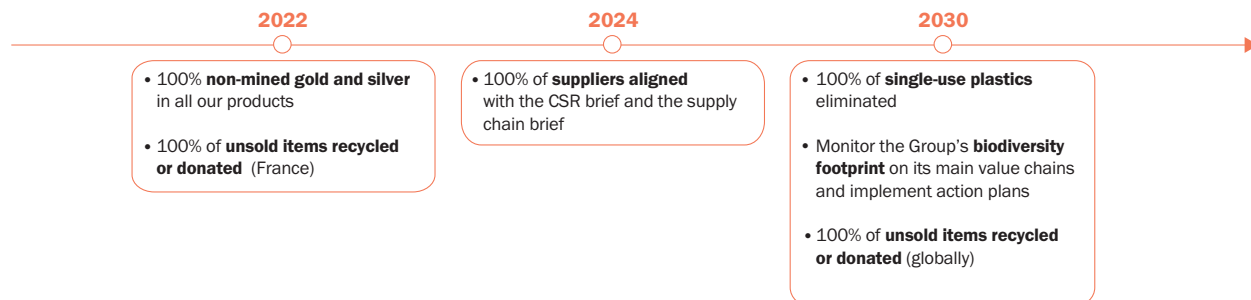 2022
2024
2030
• 100% non-mined gold and silver
in all our products
• 100% of unsold items recycled
or donated (France)
• 100% of suppliers aligned
with the CSR brief and the supply
chain brief
• 100% of single-use plastics
eliminated
• Monitor the Group's biodiversity
footprint on its main value chains
and implement action plans
• 100% of unsold items recycled
or donated (globally)